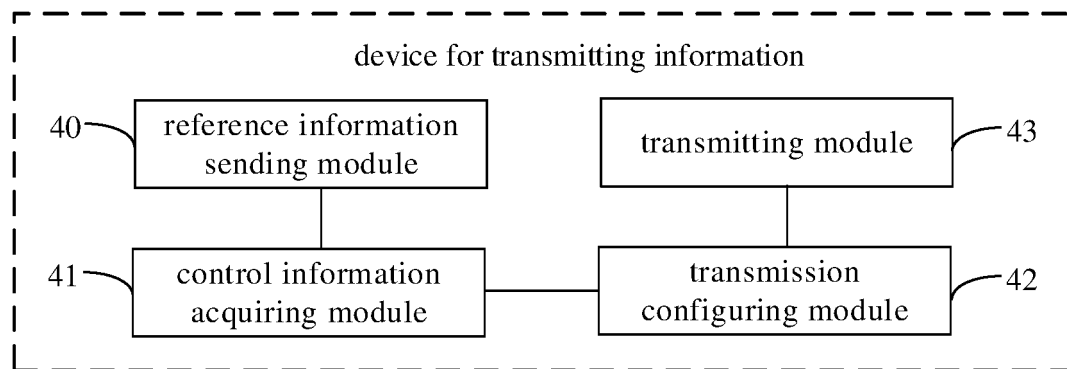 device for transmitting information
40
reference information
sending module
transmitting module
43
41
control information
acquiring module
transmission
configuring module
42